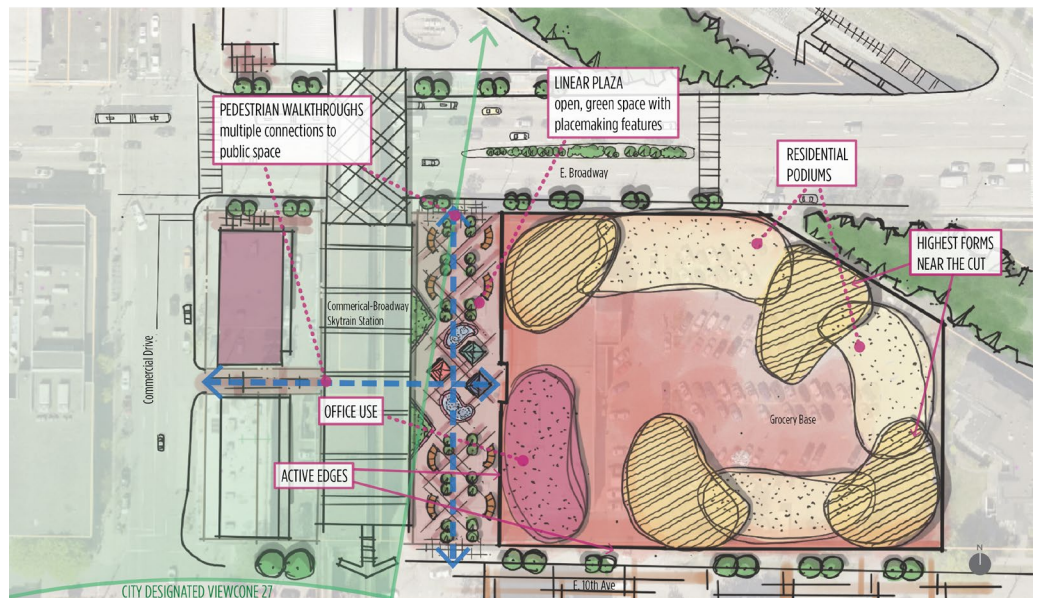 PEDESTRIAN WALKTHROUGHS
multiple connections to
public space
LINEAR PLAZA
open, green space with
placemaking features
E. Broadway
RESIDENTIAL
PODIUMS
HIGHEST FORMS
NEAR THE CUT
Commerical-Broadway
Skytrain Station
Commercial Drive
OFFICE USE
Grocery Base
ACTIVE EDGES
N
E. 10th Ave
CITY DESIGNATED VIEWCONE 27